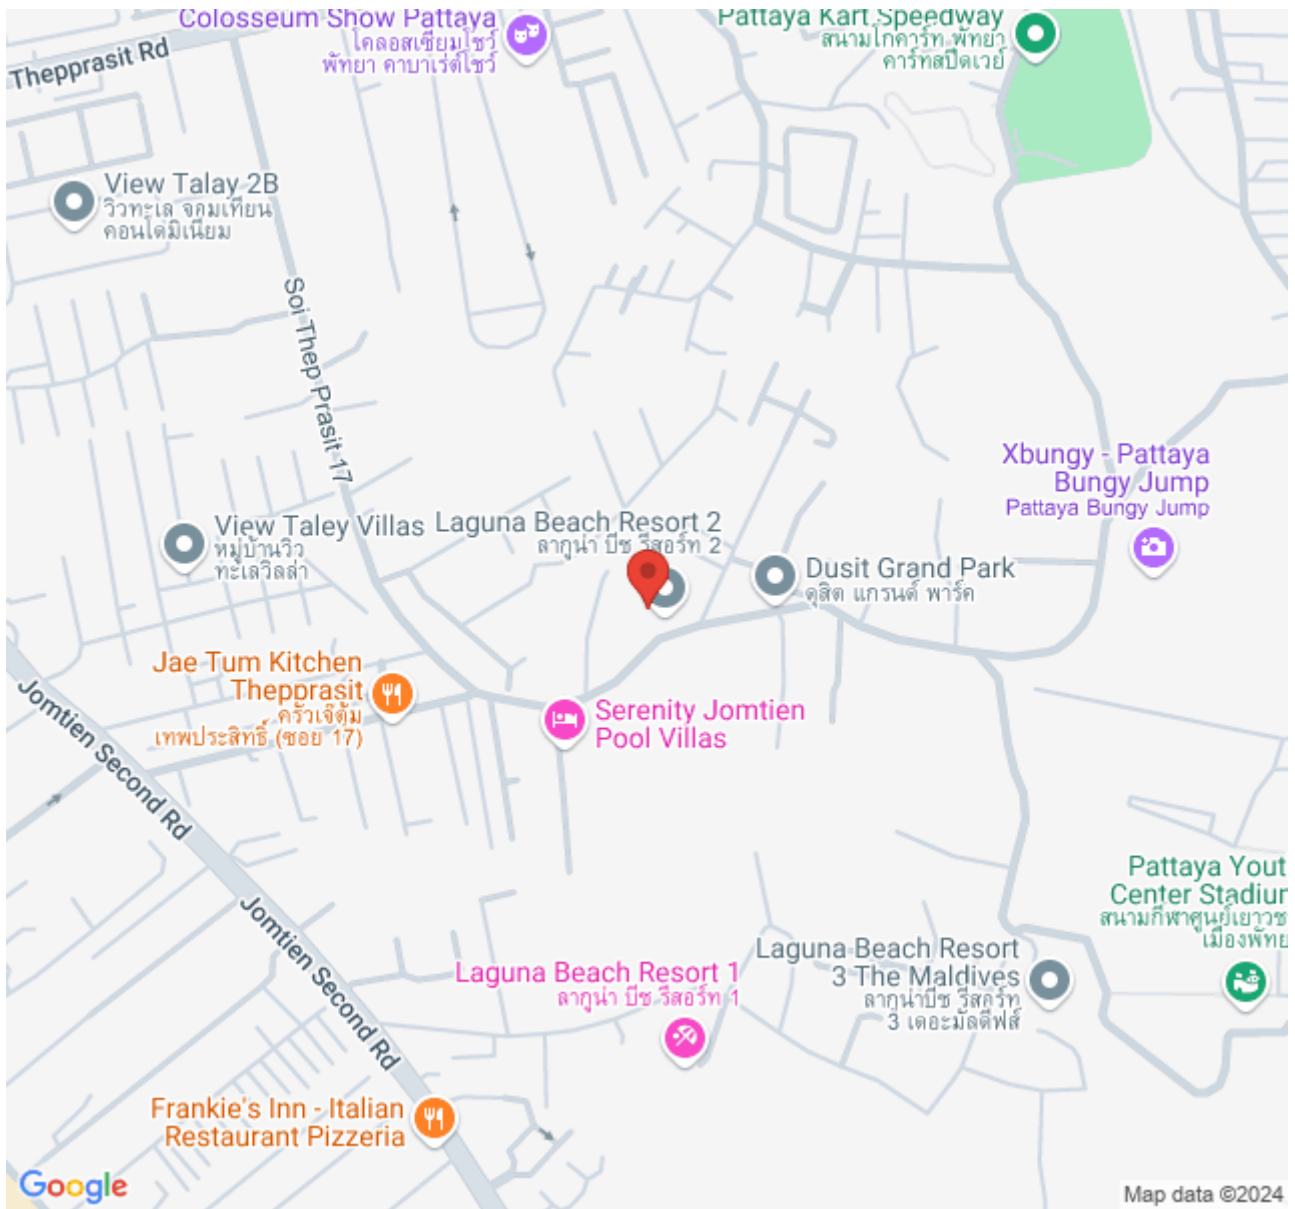 Colosseum Show Pattaya
โคลอสเซียมโชว์
พัทยา คาบาเร่ต์โชว์
Pattaya Kart Speedway
สนามโกคาร์ท พัทยา
คาร์ทสปีดเวย์
Thepprasit Rd
View Talay 2B
วิวทะเล จอมเทียน
คอนโดมิเนียม
Soi Thep Prasit 17
Xbungy - Pattaya
Bungy Jump
Pattaya Bungy Jump
View Taley Villas
หมู่บ้านวิว
ทะเลวิลล่า
Laguna Beach Resort 2
ลากูน่า บีช รีสอร์ท 2
Dusit Grand Park
ดุสิต แกรนด์ พาร์ค
Jae Tum Kitchen
Thepprasit
ครัวเจ๊ตุ้ม
เทพประสิทธิ์ (ซอย 17)
Serenity Jomtien
Pool Villas
Jomtien Second Rd
Pattaya Yout
Center Stadiur
สนามกีฬาศูนย์เยาวช
เมืองพัทย
Jomtien Second Rd
Laguna Beach Resort 1
ลากูน่า บีช รีสอร์ท 1
Laguna Beach Resort
3 The Maldives
ลากูน่าบีช รีสอร์ท
3 เดอะมัลดีฟส์
Frankie's Inn - Italian
Restaurant Pizzeria
Google
Map data ©2024